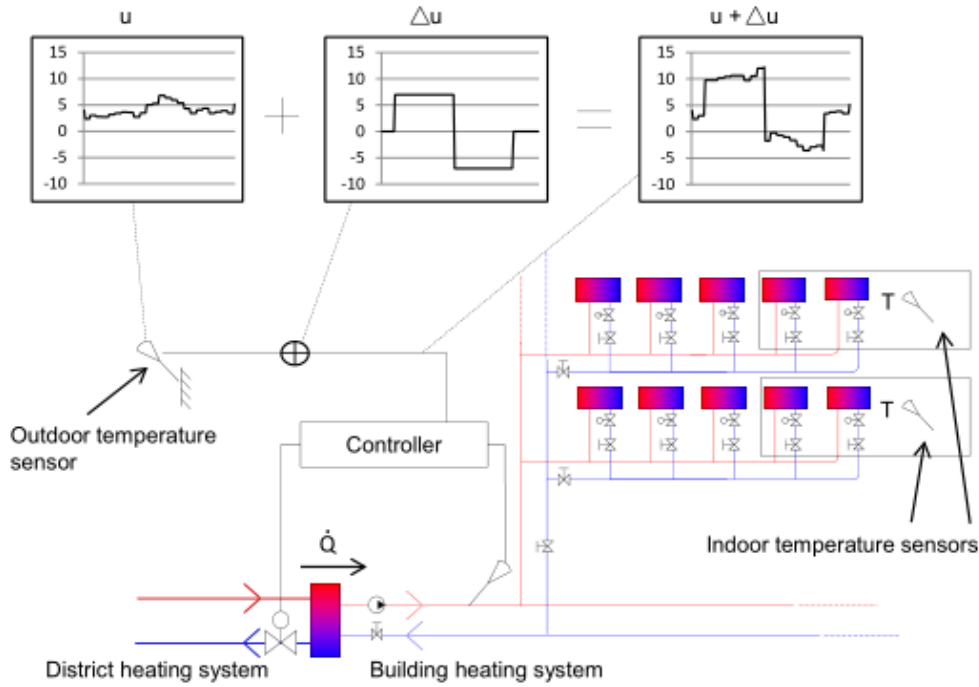 u △u u + △u
15 15 15
10 10 10
5 + 5 = 5
0 0 0
-5 -5 -5
-10 -10 -10
T
T
Outdoor temperature
sensor
Controller
Q̇
Indoor temperature sensors
District heating system Building heating system